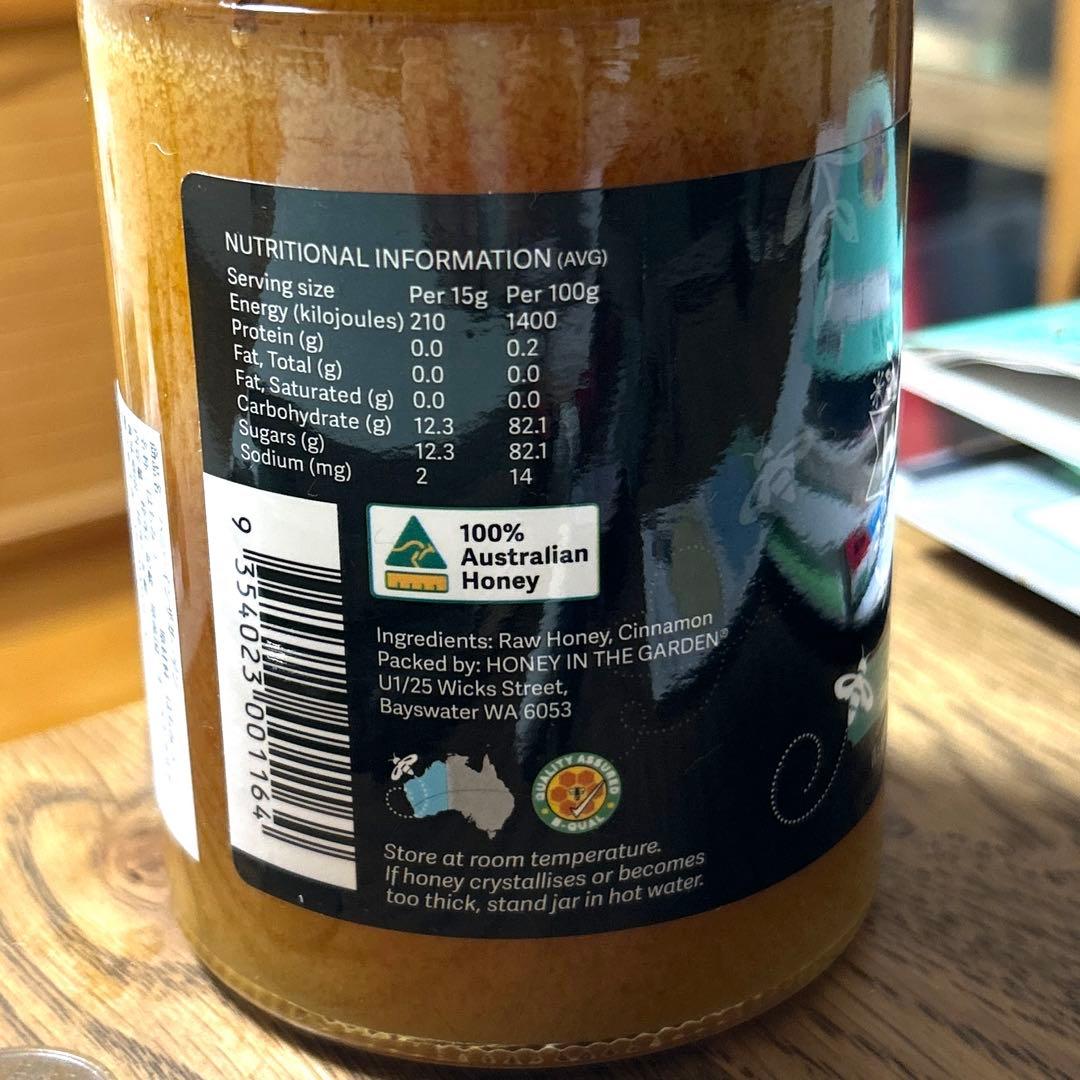 NUTRITIONAL INFORMATION (AVG)
Serving size Per 15g Per 100g
Energy (kilojoules) 210 1400
Protein (g) 0.0 0.2
Fat, Total (g) 0.0 0.0
Fat, Saturated (g) 0.0 0.0
Carbohydrate (g) 12.3 82.1
Sugars (g) 12.3 82.1
Sodium (mg) 2 14
9 354023 001164
100%
Australian
Honey
Ingredients: Raw Honey, Cinnamon
Packed by: HONEY IN THE GARDEN®
U1/25 Wicks Street,
Bayswater WA 6053
QUALITY ASSURED
B-QUAL
Store at room temperature.
If honey crystallises or becomes
too thick, stand jar in hot water.